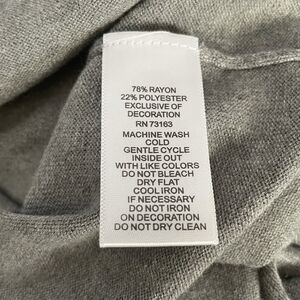 78% RAYON
22% POLYESTER
EXCLUSIVE OF
DECORATION
RN 73163
MACHINE WASH
COLD
GENTLE CYCLE
INSIDE OUT
WITH LIKE COLORS
DO NOT BLEACH
DRY FLAT
COOL IRON
IF NECESSARY
DO NOT IRON
ON DECORATION
DO NOT DRY CLEAN